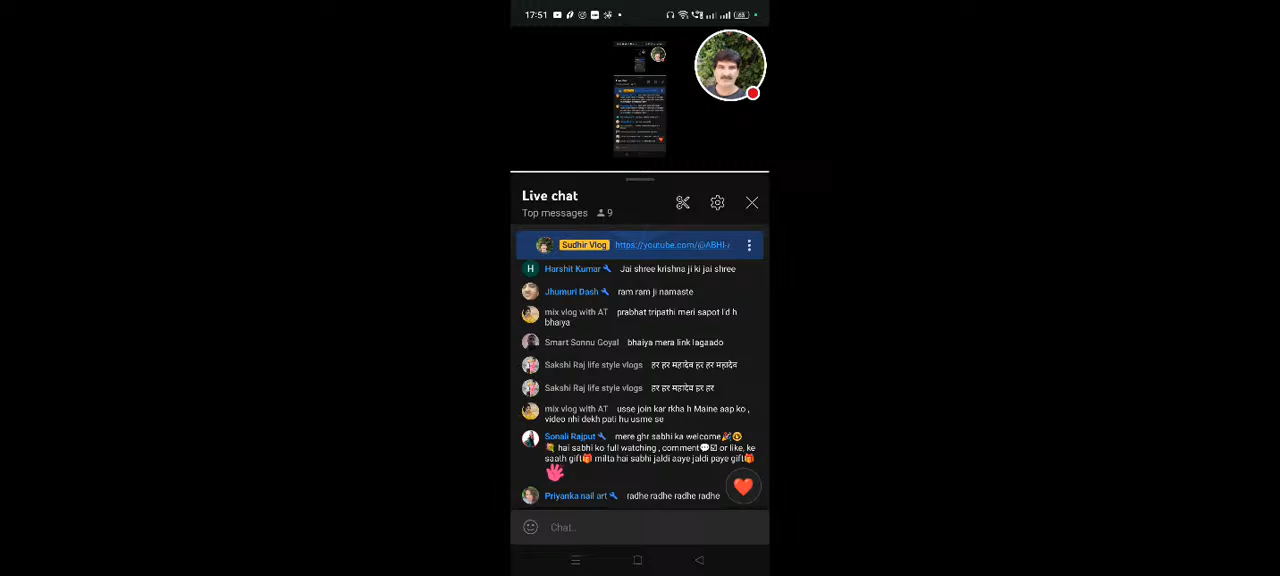 17:51
Live chat
Top messages 9
Sudhir Vlog https://youtube.com/@ABHI-
Harshit Kumar Jai shree krishna ji ki jai shree
Jhumuri Dash ram ram ji namaste
mix vlog with AT prabhat tripathi meri sapot l'd h
bhaiya
Smart Sonnu Goyal bhaiya mera link lagaado
Sakshi Raj life style vlogs हर हर महादेव हर हर महादेव
Sakshi Raj life style vlogs हर हर महादेव हर हर
mix vlog with AT usse join kar rkha h Maine aap ko ,
video nhi dekh pati hu usme se
Sonali Rajput mere ghr sabhi ka welcome🎉
hai sabhi ko full watching , comment💬☑ or like, ke
saath gift🎁 milta hai sabhi jaldi aaye jaldi paye gift🎁
Priyanka nail art radhe radhe radhe radhe
Chat..